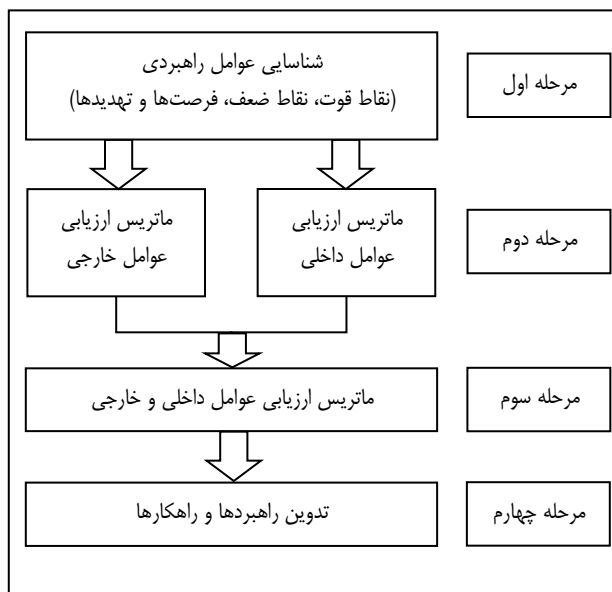 مرحله اول
شناسایی عوامل راهبردی
(نقاط قوت، نقاط ضعف، فرصت‌ها و تهدیدها)
مرحله دوم
ماتریس ارزیابی
عوامل داخلی
ماتریس ارزیابی
عوامل خارجی
مرحله سوم
ماتریس ارزیابی عوامل داخلی و خارجی
مرحله چهارم
تدوین راهبردها و راهکارها